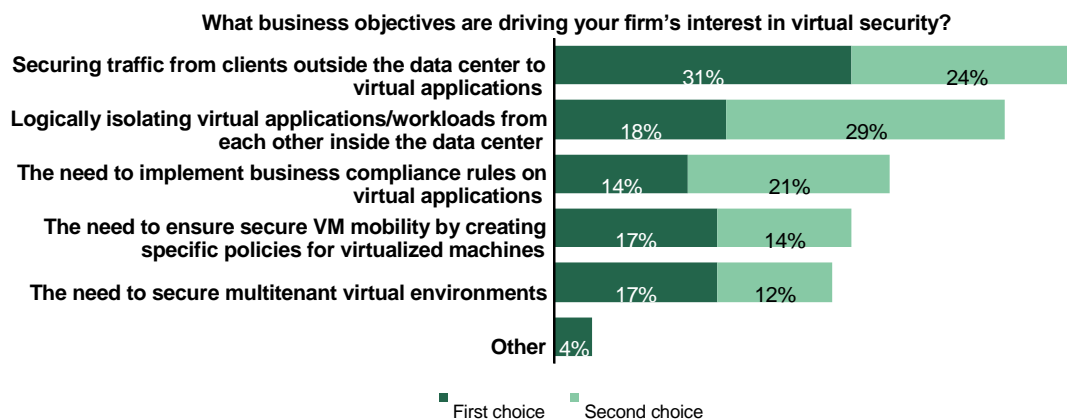 What business objectives are driving your firm's interest in virtual security?
Securing traffic from clients outside the data center to
virtual applications
31% 24%
Logically isolating virtual applications/workloads from
each other inside the data center
18% 29%
The need to implement business compliance rules on
virtual applications
14% 21%
The need to ensure secure VM mobility by creating
specific policies for virtualized machines
17% 14%
The need to secure multitenant virtual environments
17% 12%
Other
4%
First choice Second choice